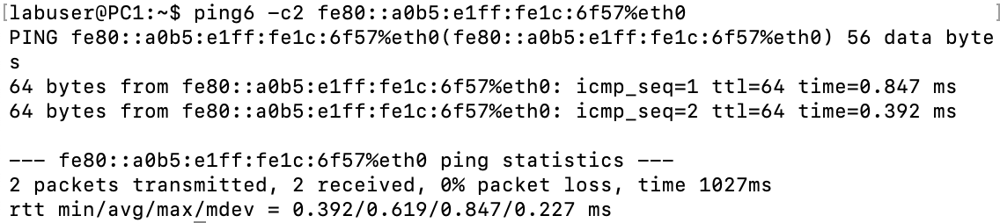 [labuser@PC1:~$ ping6 -c2 fe80::a0b5:e1ff:fe1c:6f57%eth0 ]
PING fe80::a0b5:e1ff:fe1c:6f57%eth0(fe80::a0b5:e1ff:fe1c:6f57%eth0) 56 data byte
s
64 bytes from fe80::a0b5:e1ff:fe1c:6f57%eth0: icmp_seq=1 ttl=64 time=0.847 ms
64 bytes from fe80::a0b5:e1ff:fe1c:6f57%eth0: icmp_seq=2 ttl=64 time=0.392 ms

--- fe80::a0b5:e1ff:fe1c:6f57%eth0 ping statistics ---
2 packets transmitted, 2 received, 0% packet loss, time 1027ms
rtt min/avg/max/mdev = 0.392/0.619/0.847/0.227 ms